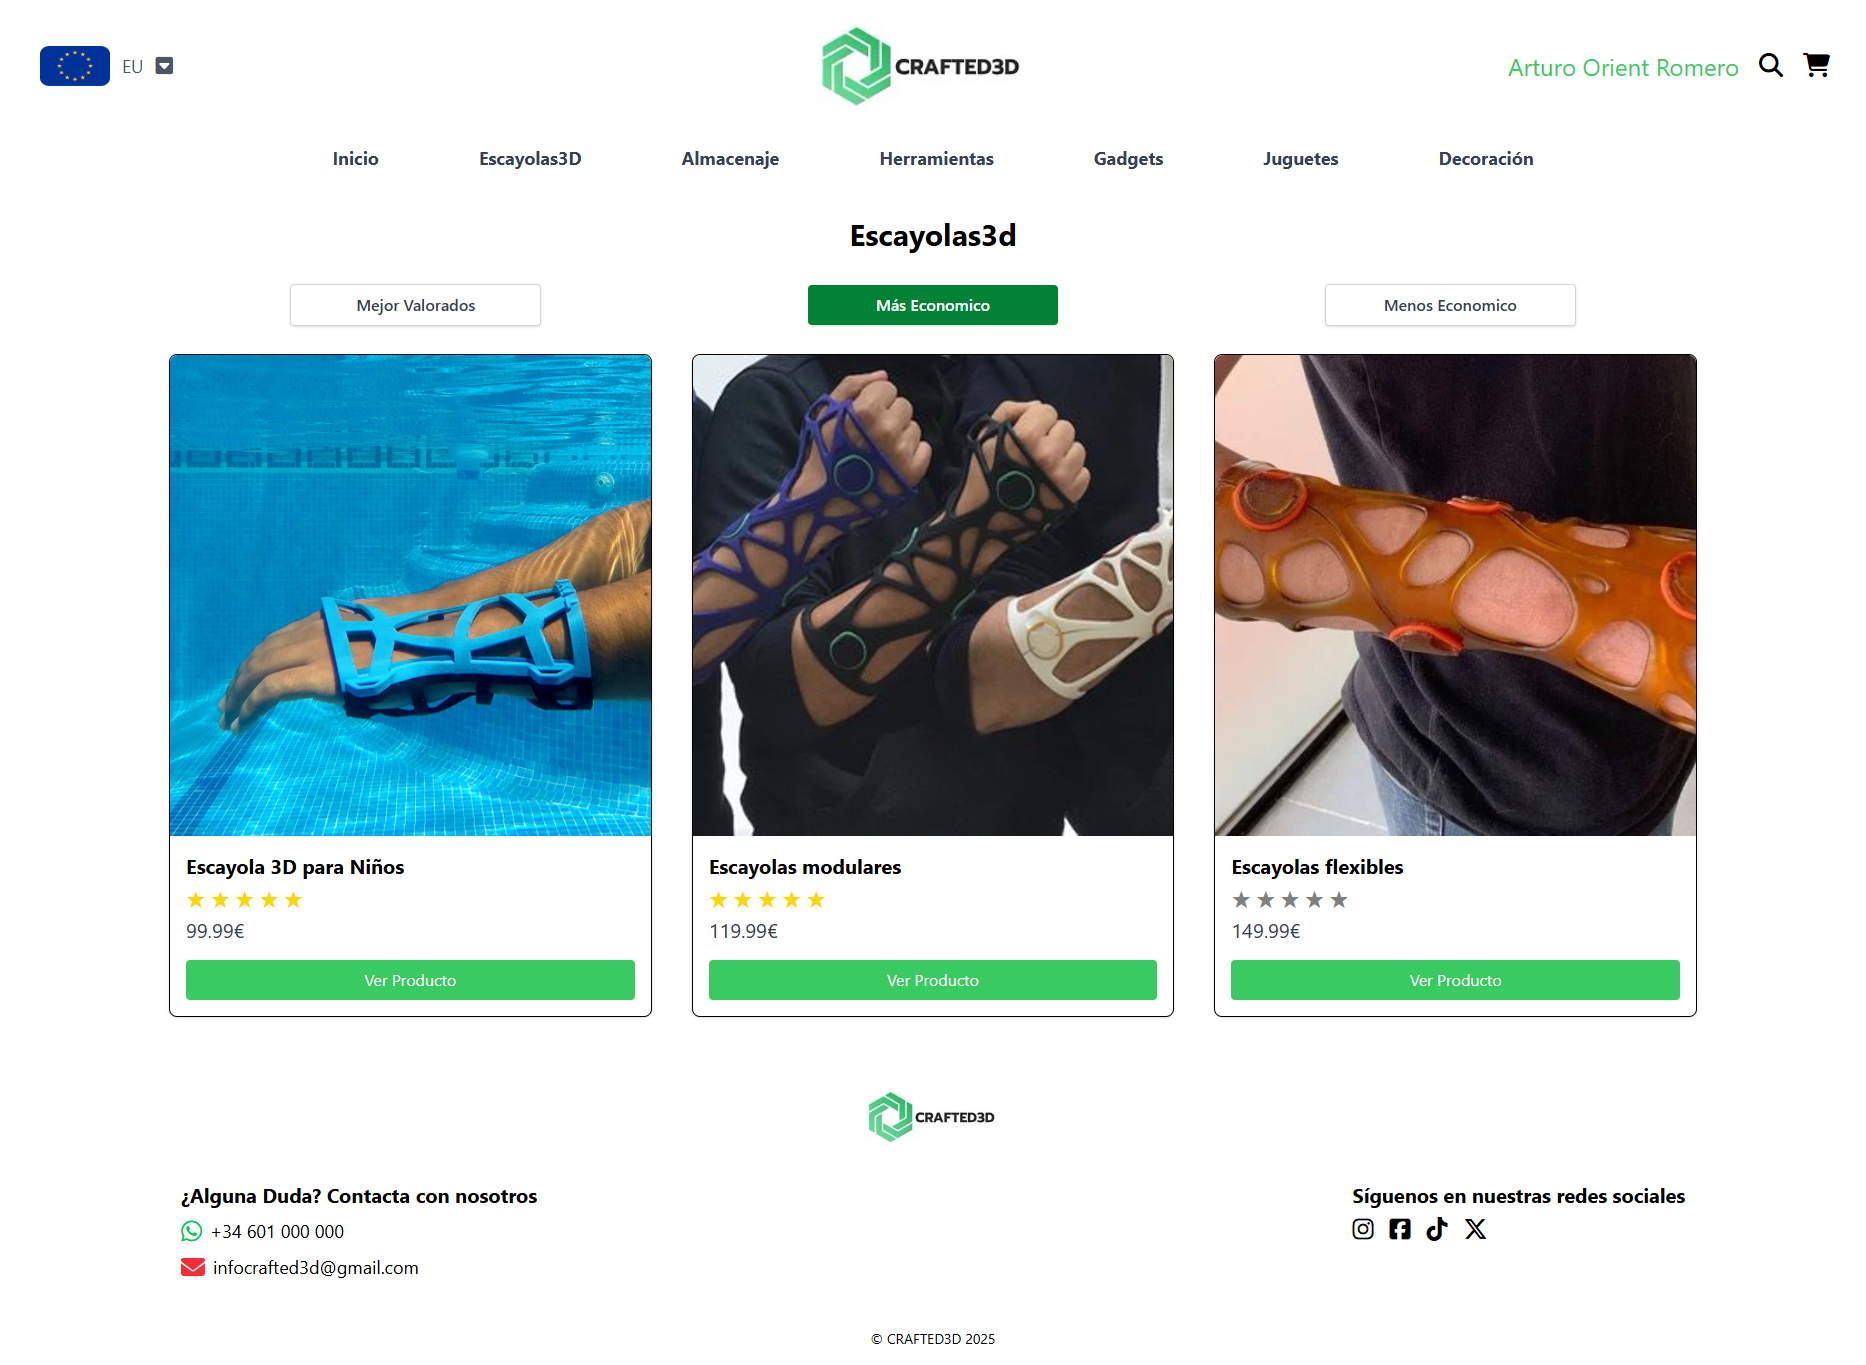 EU
CRAFTED3D
Arturo Orient Romero
Inicio
Escayolas3D
Almacenaje
Herramientas
Gadgets
Juguetes
Decoración
Escayolas3d
Mejor Valorados
Más Economico
Menos Economico
Escayola 3D para Niños
99.99€
Ver Producto
Escayolas modulares
119.99€
Ver Producto
Escayolas flexibles
149.99€
Ver Producto
CRAFTED3D
¿Alguna Duda? Contacta con nosotros
+34 601 000 000
infocrafted3d@gmail.com
Síguenos en nuestras redes sociales
© CRAFTED3D 2025